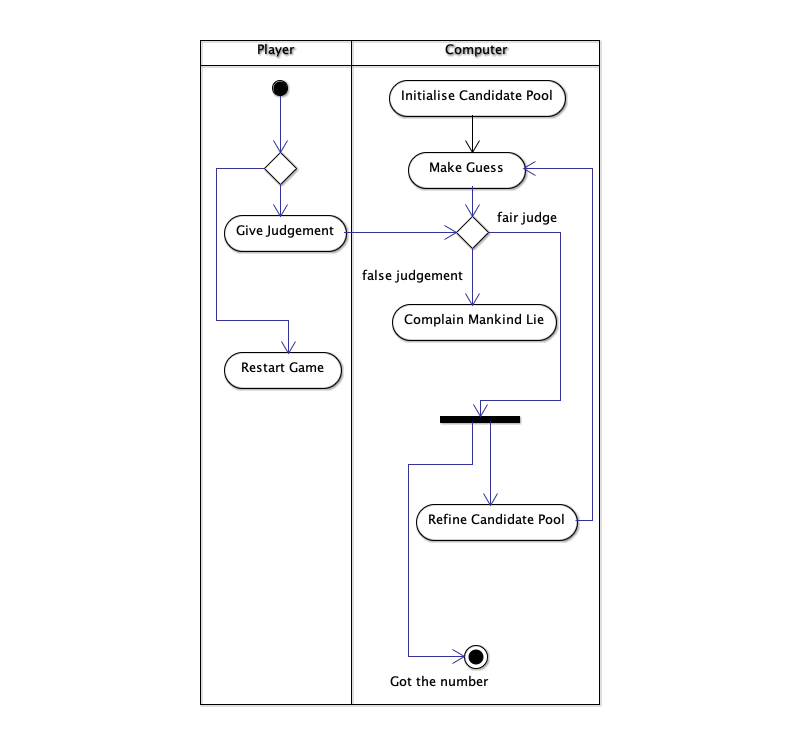 Player
Computer
Initialise Candidate Pool
Make Guess
fair judge
Give Judgement
false judgement
Complain Mankind Lie
Restart Game
Refine Candidate Pool
Got the number